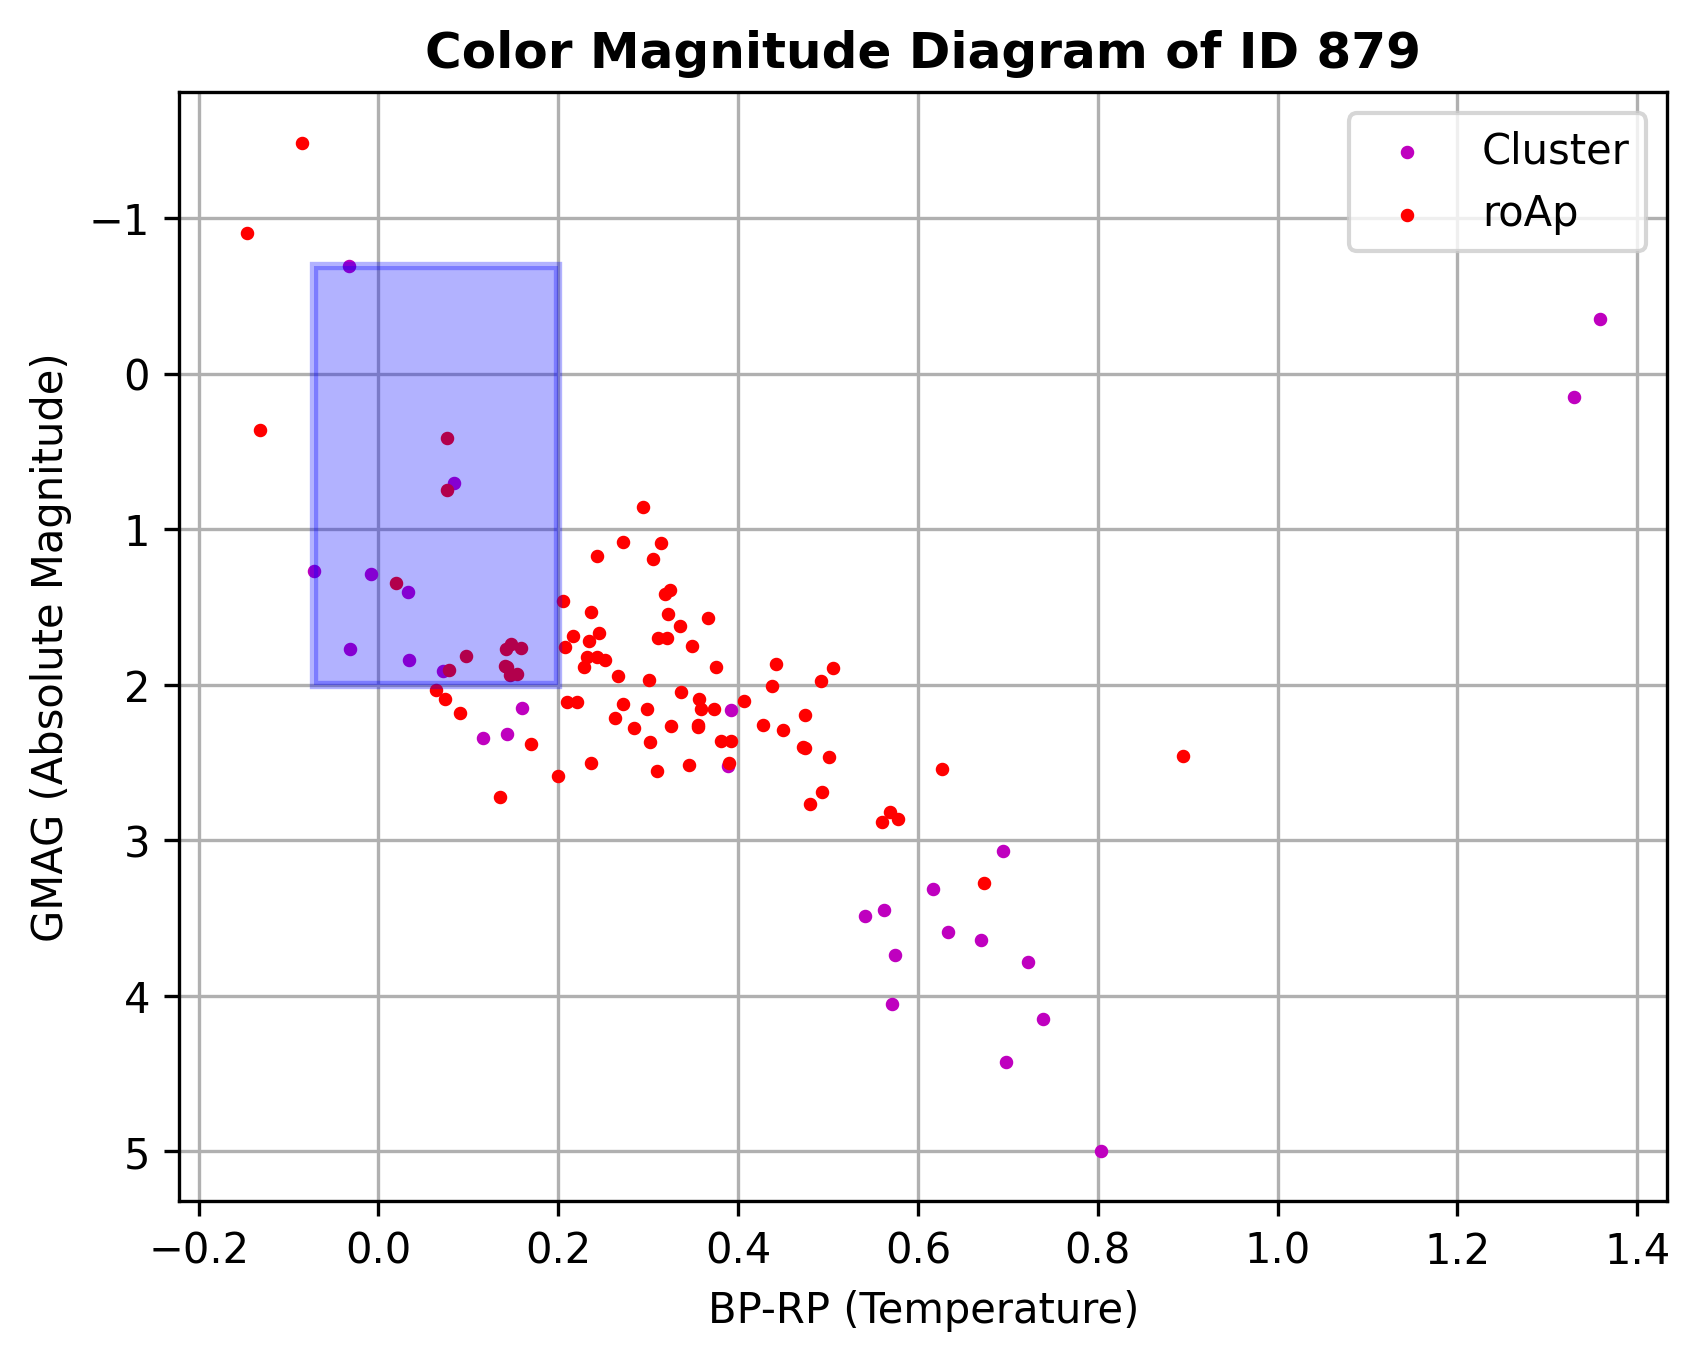 Color Magnitude Diagram of ID 879
Cluster
roAp
GMAG (Absolute Magnitude)
−1
0
1
2
3
4
5
−0.2 0.0 0.2 0.4 0.6 0.8 1.0 1.2 1.4
BP-RP (Temperature)